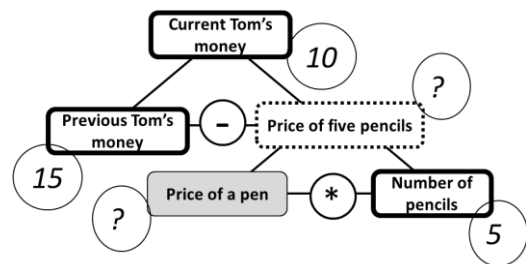 Current Tom's
money
10
?
Previous Tom's
money
-
Price of five pencils
15
Price of a pen
*
Number of
pencils
?
5